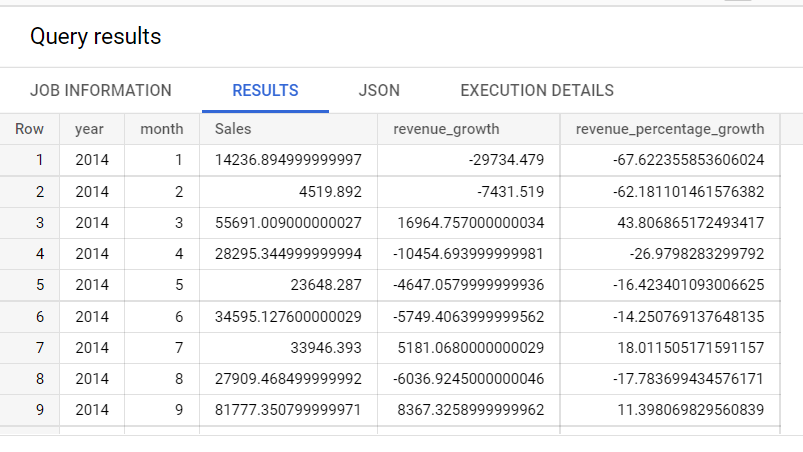 Query results
JOB INFORMATION RESULTS JSON EXECUTION DETAILS
Row year month Sales revenue_growth revenue_percentage_growth
1 2014 1 14236.894999999997 -29734.479 -67.622355853606024
2 2014 2 4519.892 -7431.519 -62.181101461576382
3 2014 3 55691.009000000027 16964.757000000034 43.806865172493417
4 2014 4 28295.344999999994 -10454.693999999981 -26.9798283299792
5 2014 5 23648.287 -4647.0579999999936 -16.423401093006625
6 2014 6 34595.127600000029 -5749.4063999999562 -14.250769137648135
7 2014 7 33946.393 5181.0680000000029 18.011505171591157
8 2014 8 27909.468499999992 -6036.9245000000046 -17.783699434576171
9 2014 9 81777.350799999971 8367.3258999999962 11.398069829560839